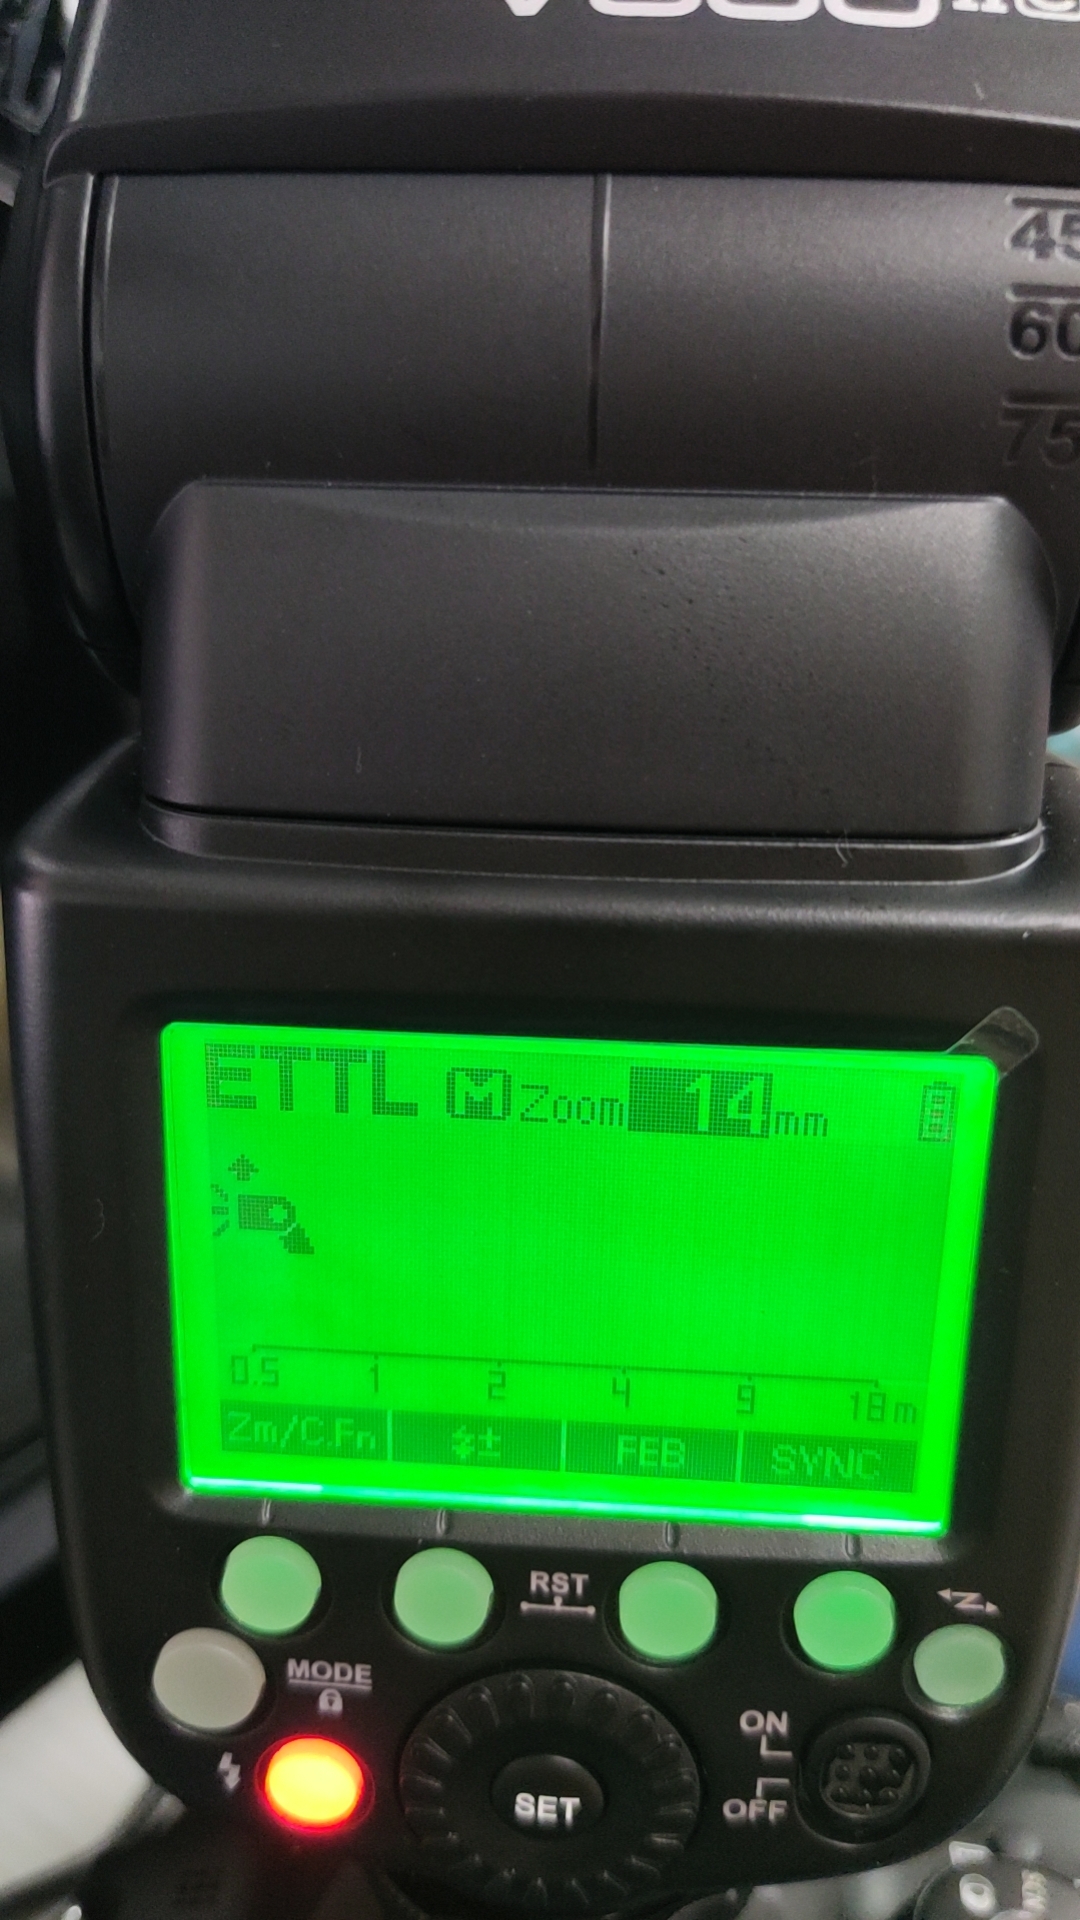 45
60
75
ETTL M Zoom 14mm
0.5 1 2 4 9 18m
Zm/C.Fn ± FEB SYNC
RST
MODE
ON
OFF
SET